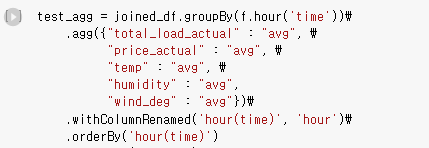 test_agg = joined_df.groupBy(f.hour('time'))₩
.agg({"total_load_actual" : "avg", ₩
"price_actual" : "avg", ₩
"temp" : "avg", ₩
"humidity" : "avg",
"wind_deg" : "avg"})₩
.withColumnRenamed('hour(time)', 'hour')₩
.orderBy('hour(time)')